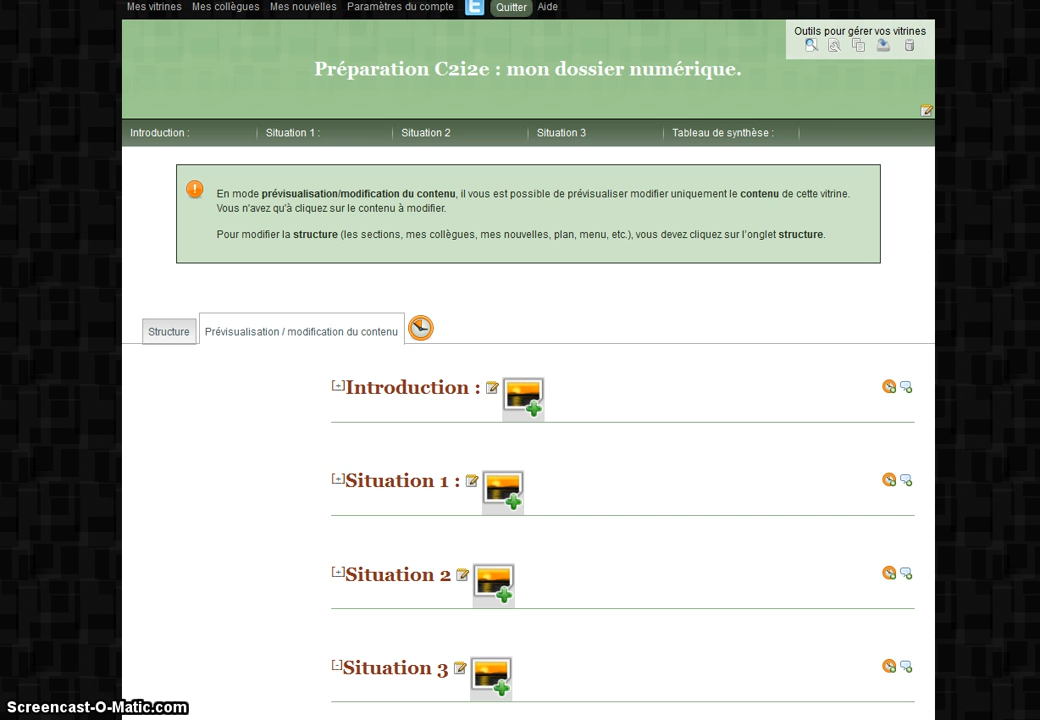 Mes vitrines Mes collègues Mes nouvelles Paramètres du compte E Quitter Aide
Outils pour gérer vos vitrines
Préparation C2i2e : mon dossier numérique.
Introduction : Situation 1 : Situation 2 Situation 3 Tableau de synthèse :
En mode prévisualisation/modification du contenu, il vous est possible de prévisualiser modifier uniquement le contenu de cette vitrine.
Vous n'avez qu'à cliquez sur le contenu à modifier.
Pour modifier la structure (les sections, mes collègues, mes nouvelles, plan, menu, etc.), vous devez cliquez sur l'onglet structure.
Structure Prévisualisation / modification du contenu
[+]Introduction :
[+]Situation 1 :
[+]Situation 2
[-]Situation 3
Screencast-O-Matic.com